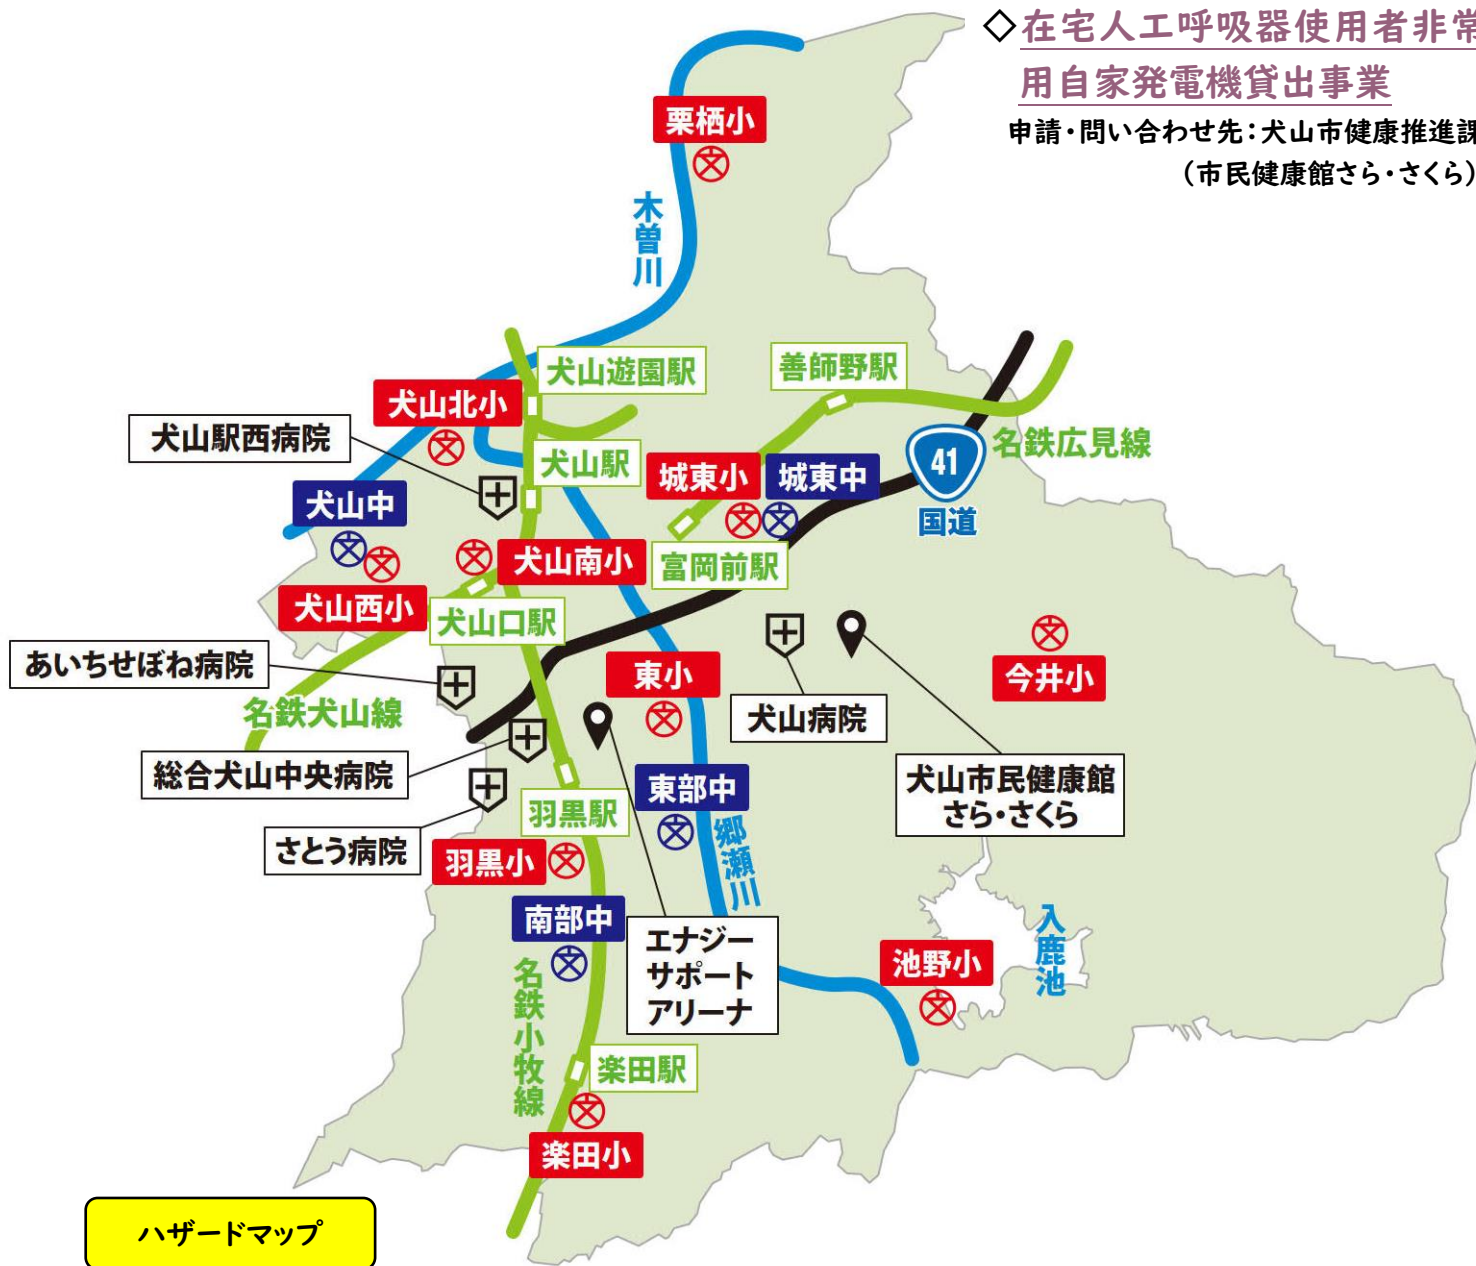 ◇在宅人工呼吸器使用者非常
用自家発電機貸出事業
申請・問い合わせ先：犬山市健康推進課
（市民健康館さら・さくら）
栗栖小
木曽川
犬山遊園駅
善師野駅
犬山北小
犬山駅西病院
犬山駅
名鉄広見線
41
国道
城東小
城東中
犬山中
犬山南小
富岡前駅
犬山西小
犬山口駅
あいちせぼね病院
東小
今井小
名鉄犬山線
犬山病院
総合犬山中央病院
犬山市民健康館
さら・さくら
東部中
羽黒駅
さとう病院
羽黒小
郷瀬川
南部中
エナジー
サポート
アリーナ
入鹿池
池野小
名鉄小牧線
楽田駅
楽田小
ハザードマップ